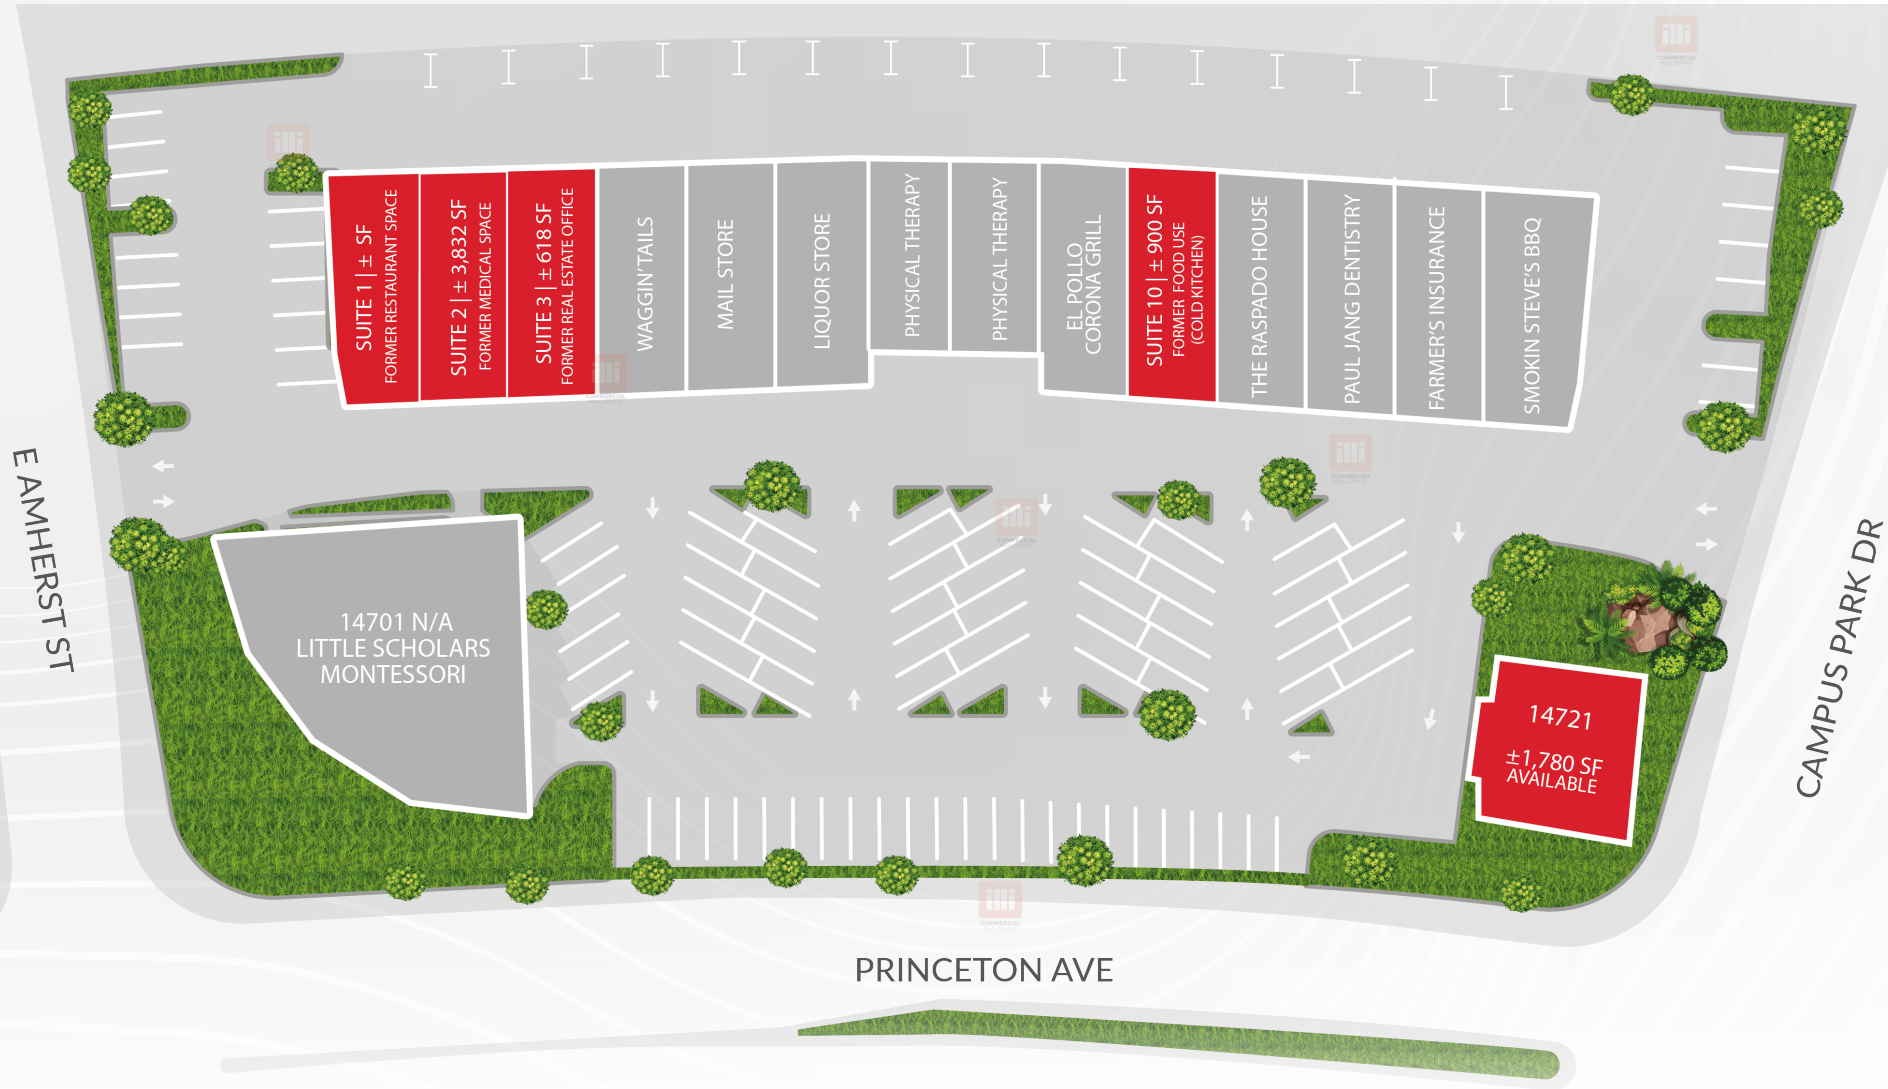 SUITE 1 | ± SF
FORMER RESTAURANT SPACE
SUITE 2 | ± 3,832 SF
FORMER MEDICAL SPACE
SUITE 3 | ± 618 SF
FORMER REAL ESTATE OFFICE
WAGGIN'TAILS
MAIL STORE
LIQUOR STORE
PHYSICAL THERAPY
PHYSICAL THERAPY
EL POLLO
CORONA GRILL
SUITE 10 | ± 900 SF
FORMER FOOD USE
(COLD KITCHEN)
THE RASPADO HOUSE
PAUL JANG DENTISTRY
FARMER'S INSURANCE
SMOKIN STEVE'S BBQ
E AMHERST ST
14701 N/A
LITTLE SCHOLARS
MONTESSORI
14721
±1,780 SF
AVAILABLE
CAMPUS PARK DR
PRINCETON AVE